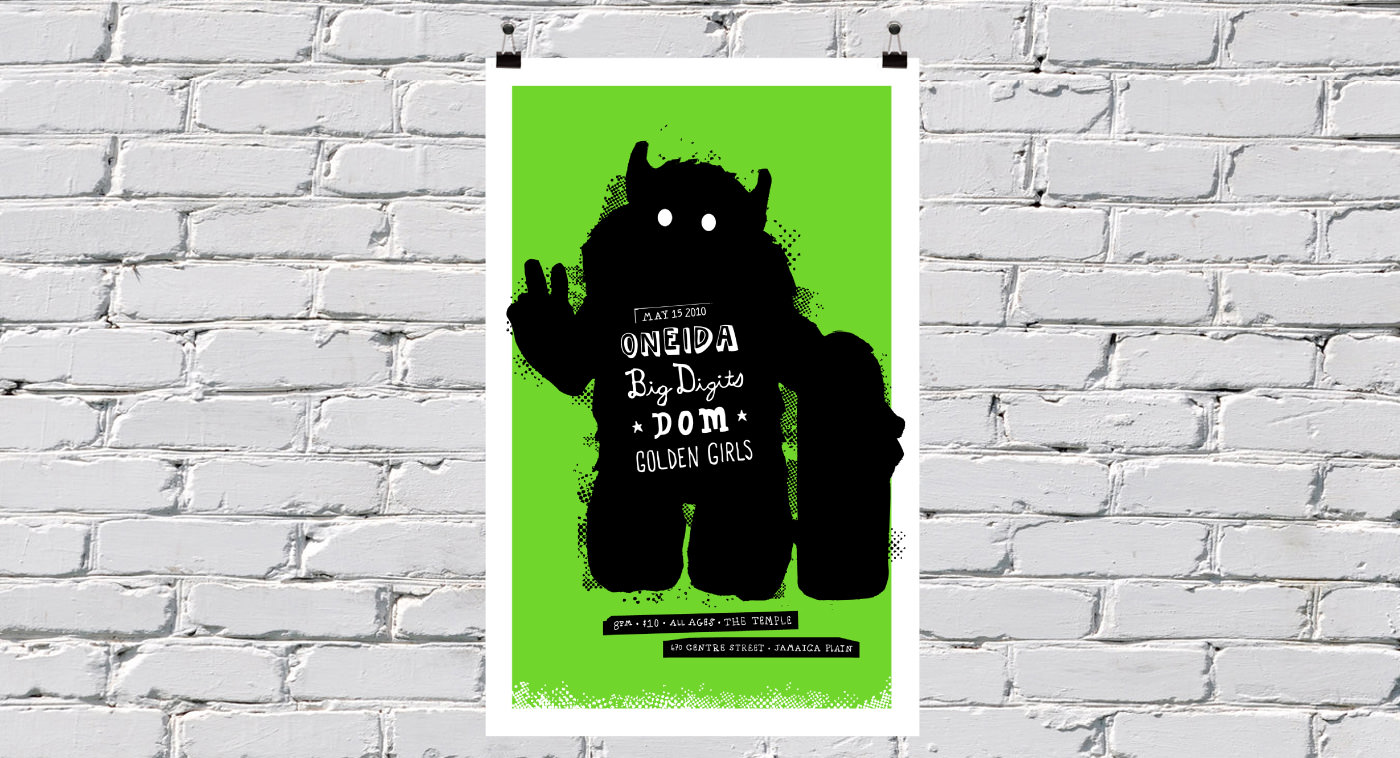 MAY 15 2010
ONEIDA
Big Digits
★ DOM ★
GOLDEN GIRLS
8PM • $10 • ALL AGES • THE TEMPLE
670 CENTRE STREET • JAMAICA PLAIN